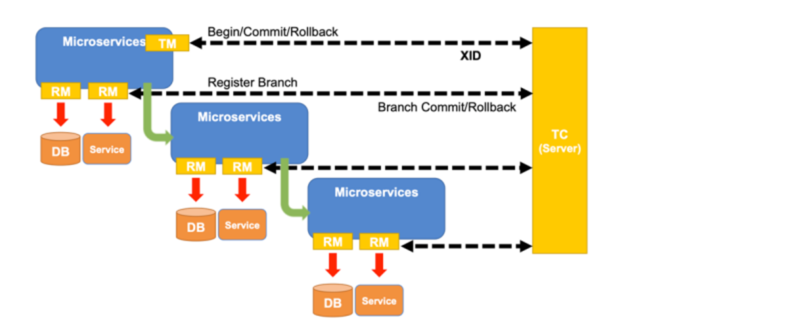 Begin/Commit/Rollback
Microservices
TM
XID
Register Branch
RM
RM
Branch Commit/Rollback
Microservices
TC
(Server)
DB
Service
RM
RM
Microservices
DB
Service
RM
RM
DB
Service